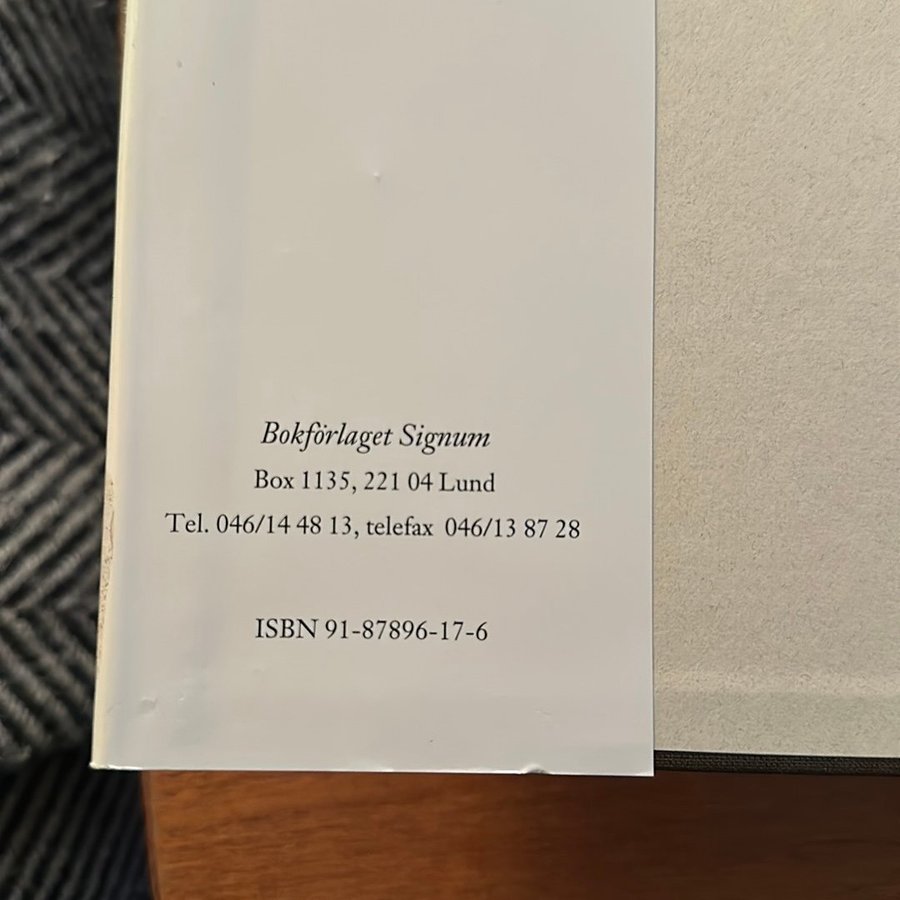 Bokförlaget Signum
Box 1135, 221 04 Lund
Tel. 046/14 48 13, telefax 046/13 87 28
ISBN 91-87896-17-6